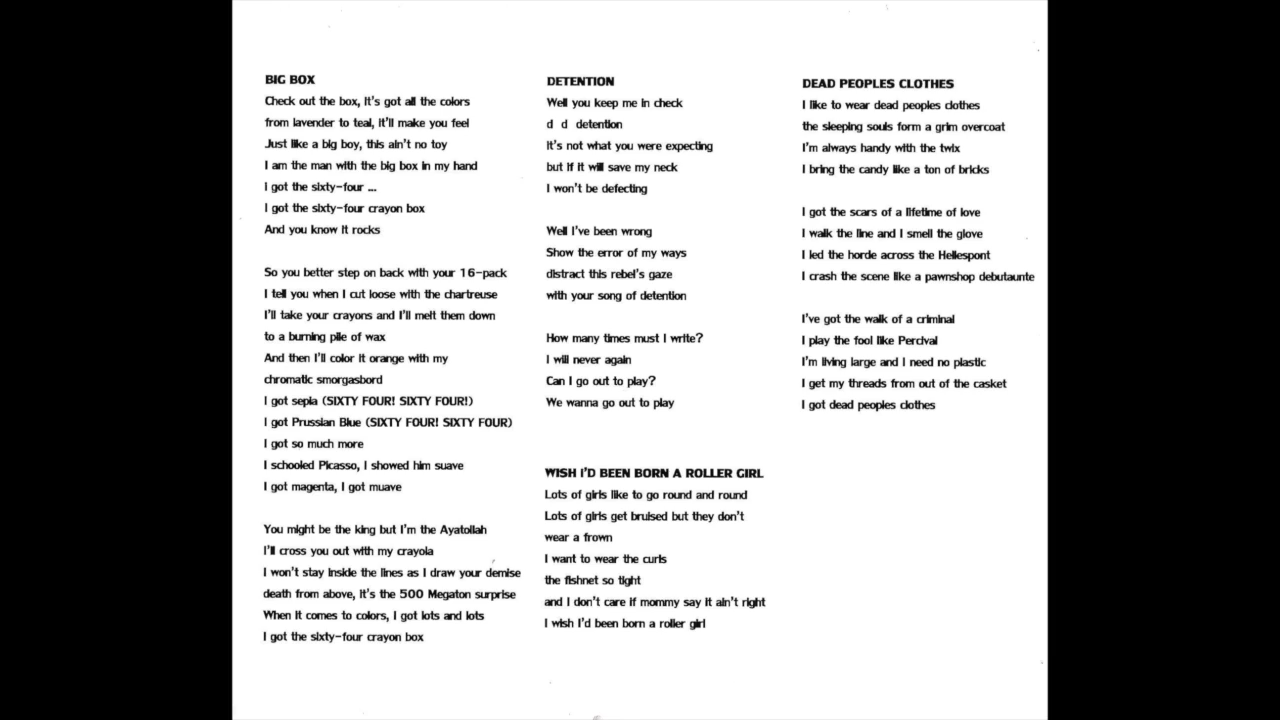 BIG BOX
Check out the box, it's got all the colors
from lavender to teal, it'll make you feel
Just like a big boy, this ain't no toy
I am the man with the big box in my hand
I got the sixty-four ...
I got the sixty-four crayon box
And you know it rocks
So you better step on back with your 16-pack
I tell you when I cut loose with the chartreuse
I'll take your crayons and I'll melt them down
to a burning pile of wax
And then I'll color it orange with my
chromatic smorgasbord
I got sepia (SIXTY FOUR! SIXTY FOUR!)
I got Prussian Blue (SIXTY FOUR! SIXTY FOUR)
I got so much more
I schooled Picasso, I showed him suave
I got magenta, I got muave
You might be the king but I'm the Ayatollah
I'll cross you out with my crayola
I won't stay inside the lines as I draw your demise
death from above, it's the 500 Megaton surprise
When it comes to colors, I got lots and lots
I got the sixty-four crayon box
DETENTION
Well you keep me in check
d d detention
It's not what you were expecting
but if it will save my neck
I won't be defecting
Well I've been wrong
Show the error of my ways
distract this rebel's gaze
with your song of detention
How many times must I write?
I will never again
Can I go out to play?
We wanna go out to play
WISH I'D BEEN BORN A ROLLER GIRL
Lots of girls like to go round and round
Lots of girls get bruised but they don't
wear a frown
I want to wear the curls
the fishnet so tight
and I don't care if mommy say it ain't right
I wish I'd been born a roller girl
DEAD PEOPLES CLOTHES
I like to wear dead peoples clothes
the sleeping souls form a grim overcoat
I'm always handy with the twix
I bring the candy like a ton of bricks
I got the scars of a lifetime of love
I walk the line and I smell the glove
I led the horde across the Hellespont
I crash the scene like a pawnshop debutaunte
I've got the walk of a criminal
I play the fool like Percival
I'm living large and I need no plastic
I get my threads from out of the casket
I got dead peoples clothes